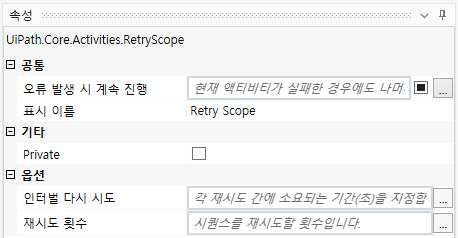 속성
UiPath.Core.Activities.RetryScope
공통
오류 발생 시 계속 진행 현재 액티비티가 실패한 경우에도 나머 ...
표시 이름 Retry Scope
기타
Private
옵션
인터벌 다시 시도 각 재시도 간에 소요되는 기간(초)을 지정합 ...
재시도 횟수 시퀀스를 재시도할 횟수입니다. ...